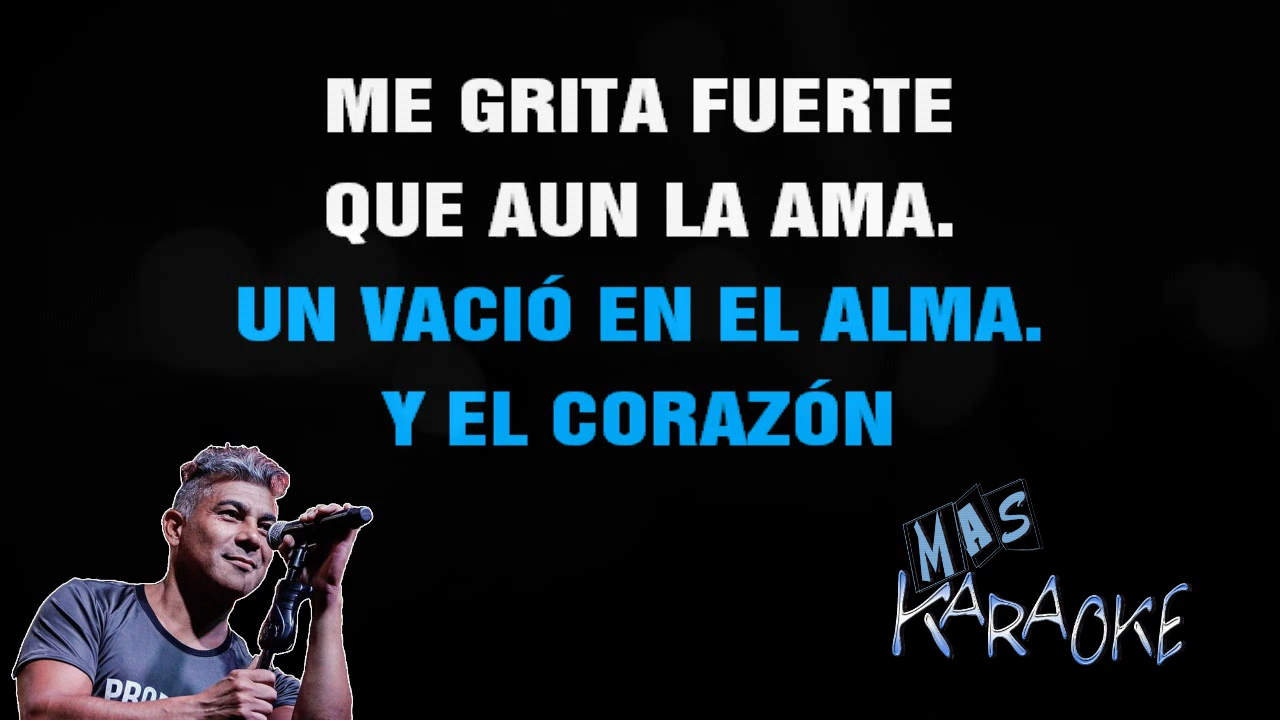 ME GRITA FUERTE
QUE AUN LA AMA.
UN VACIÓ EN EL ALMA.
Y EL CORAZÓN
MAS
KARAOKE